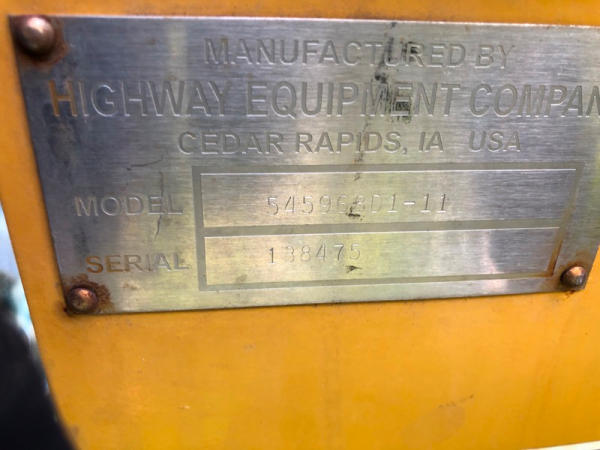 MANUFACTURED BY
HIGHWAY EQUIPMENT COMPAN
CEDAR RAPIDS, IA USA
MODEL
SERIAL 138475